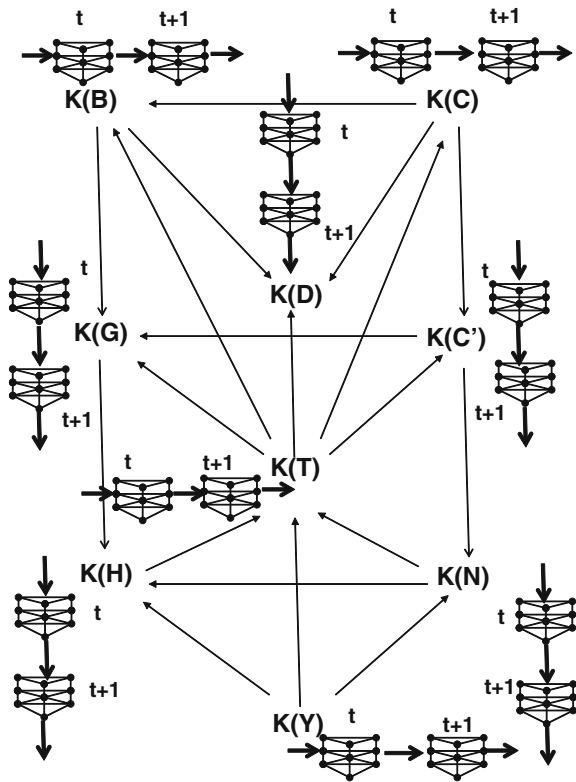 t t+1 t t+1
K(B) K(C)
t
t+1
K(D)
t t
K(G) K(C’)
t+1 t+1
K(T)
t t+1
K(H) K(N)
t t
t+1 t+1
K(Y) t t+1